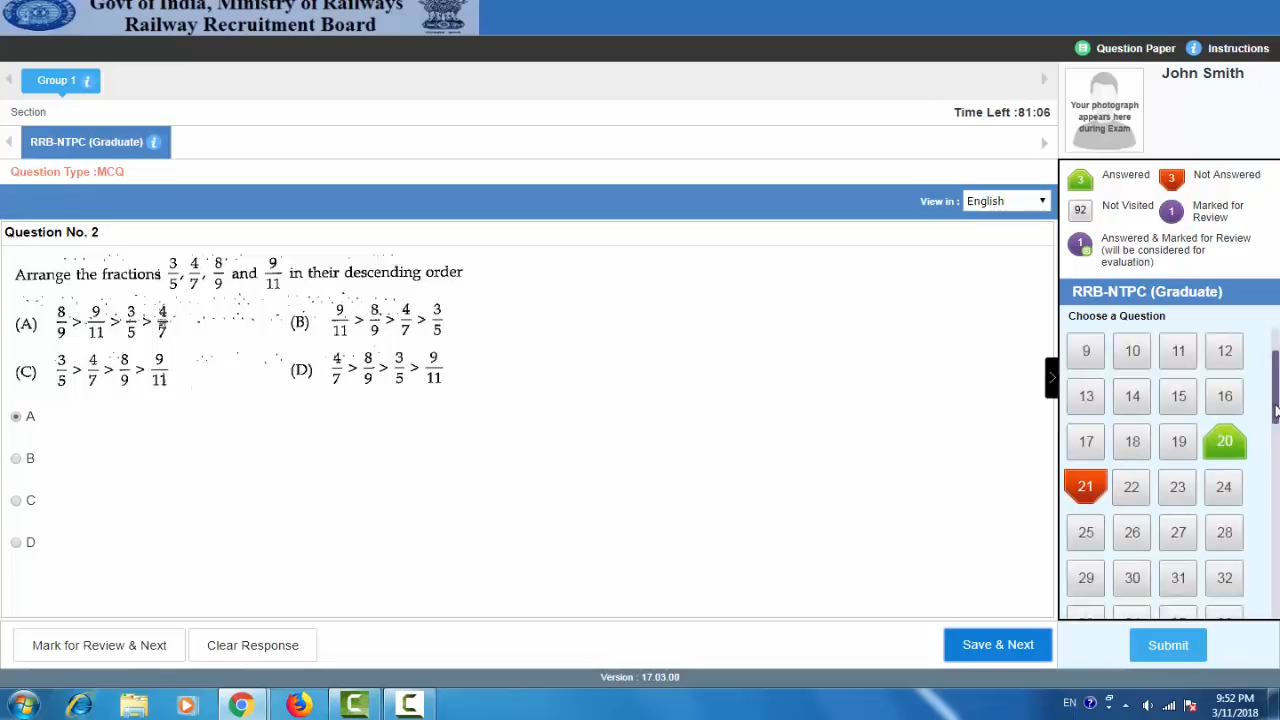 Govt of India, Ministry of Railways
Railway Recruitment Board
Question Paper Instructions
Group 1
John Smith
Your photograph
appears here
during Exam
Section
Time Left :81:06
RRB-NTPC (Graduate)
Question Type :MCQ
View in : English
3 Answered 3 Not Answered
92 Not Visited 1 Marked for
Review
1 Answered & Marked for Review
(will be considered for
evaluation)
Question No. 2
Arrange the fractions 3/5, 4/7, 8/9 and 9/11 in their descending order
(A) 8/9 > 9/11 > 3/5 > 4/7 (B) 9/11 > 8/9 > 4/7 > 3/5
(C) 3/5 > 4/7 > 8/9 > 9/11 (D) 4/7 > 8/9 > 3/5 > 9/11
A
B
C
D
RRB-NTPC (Graduate)
Choose a Question
9 10 11 12
13 14 15 16
17 18 19 20
21 22 23 24
25 26 27 28
29 30 31 32
Mark for Review & Next Clear Response Save & Next Submit
Version : 17.03.00
EN 9:52 PM
3/11/2018